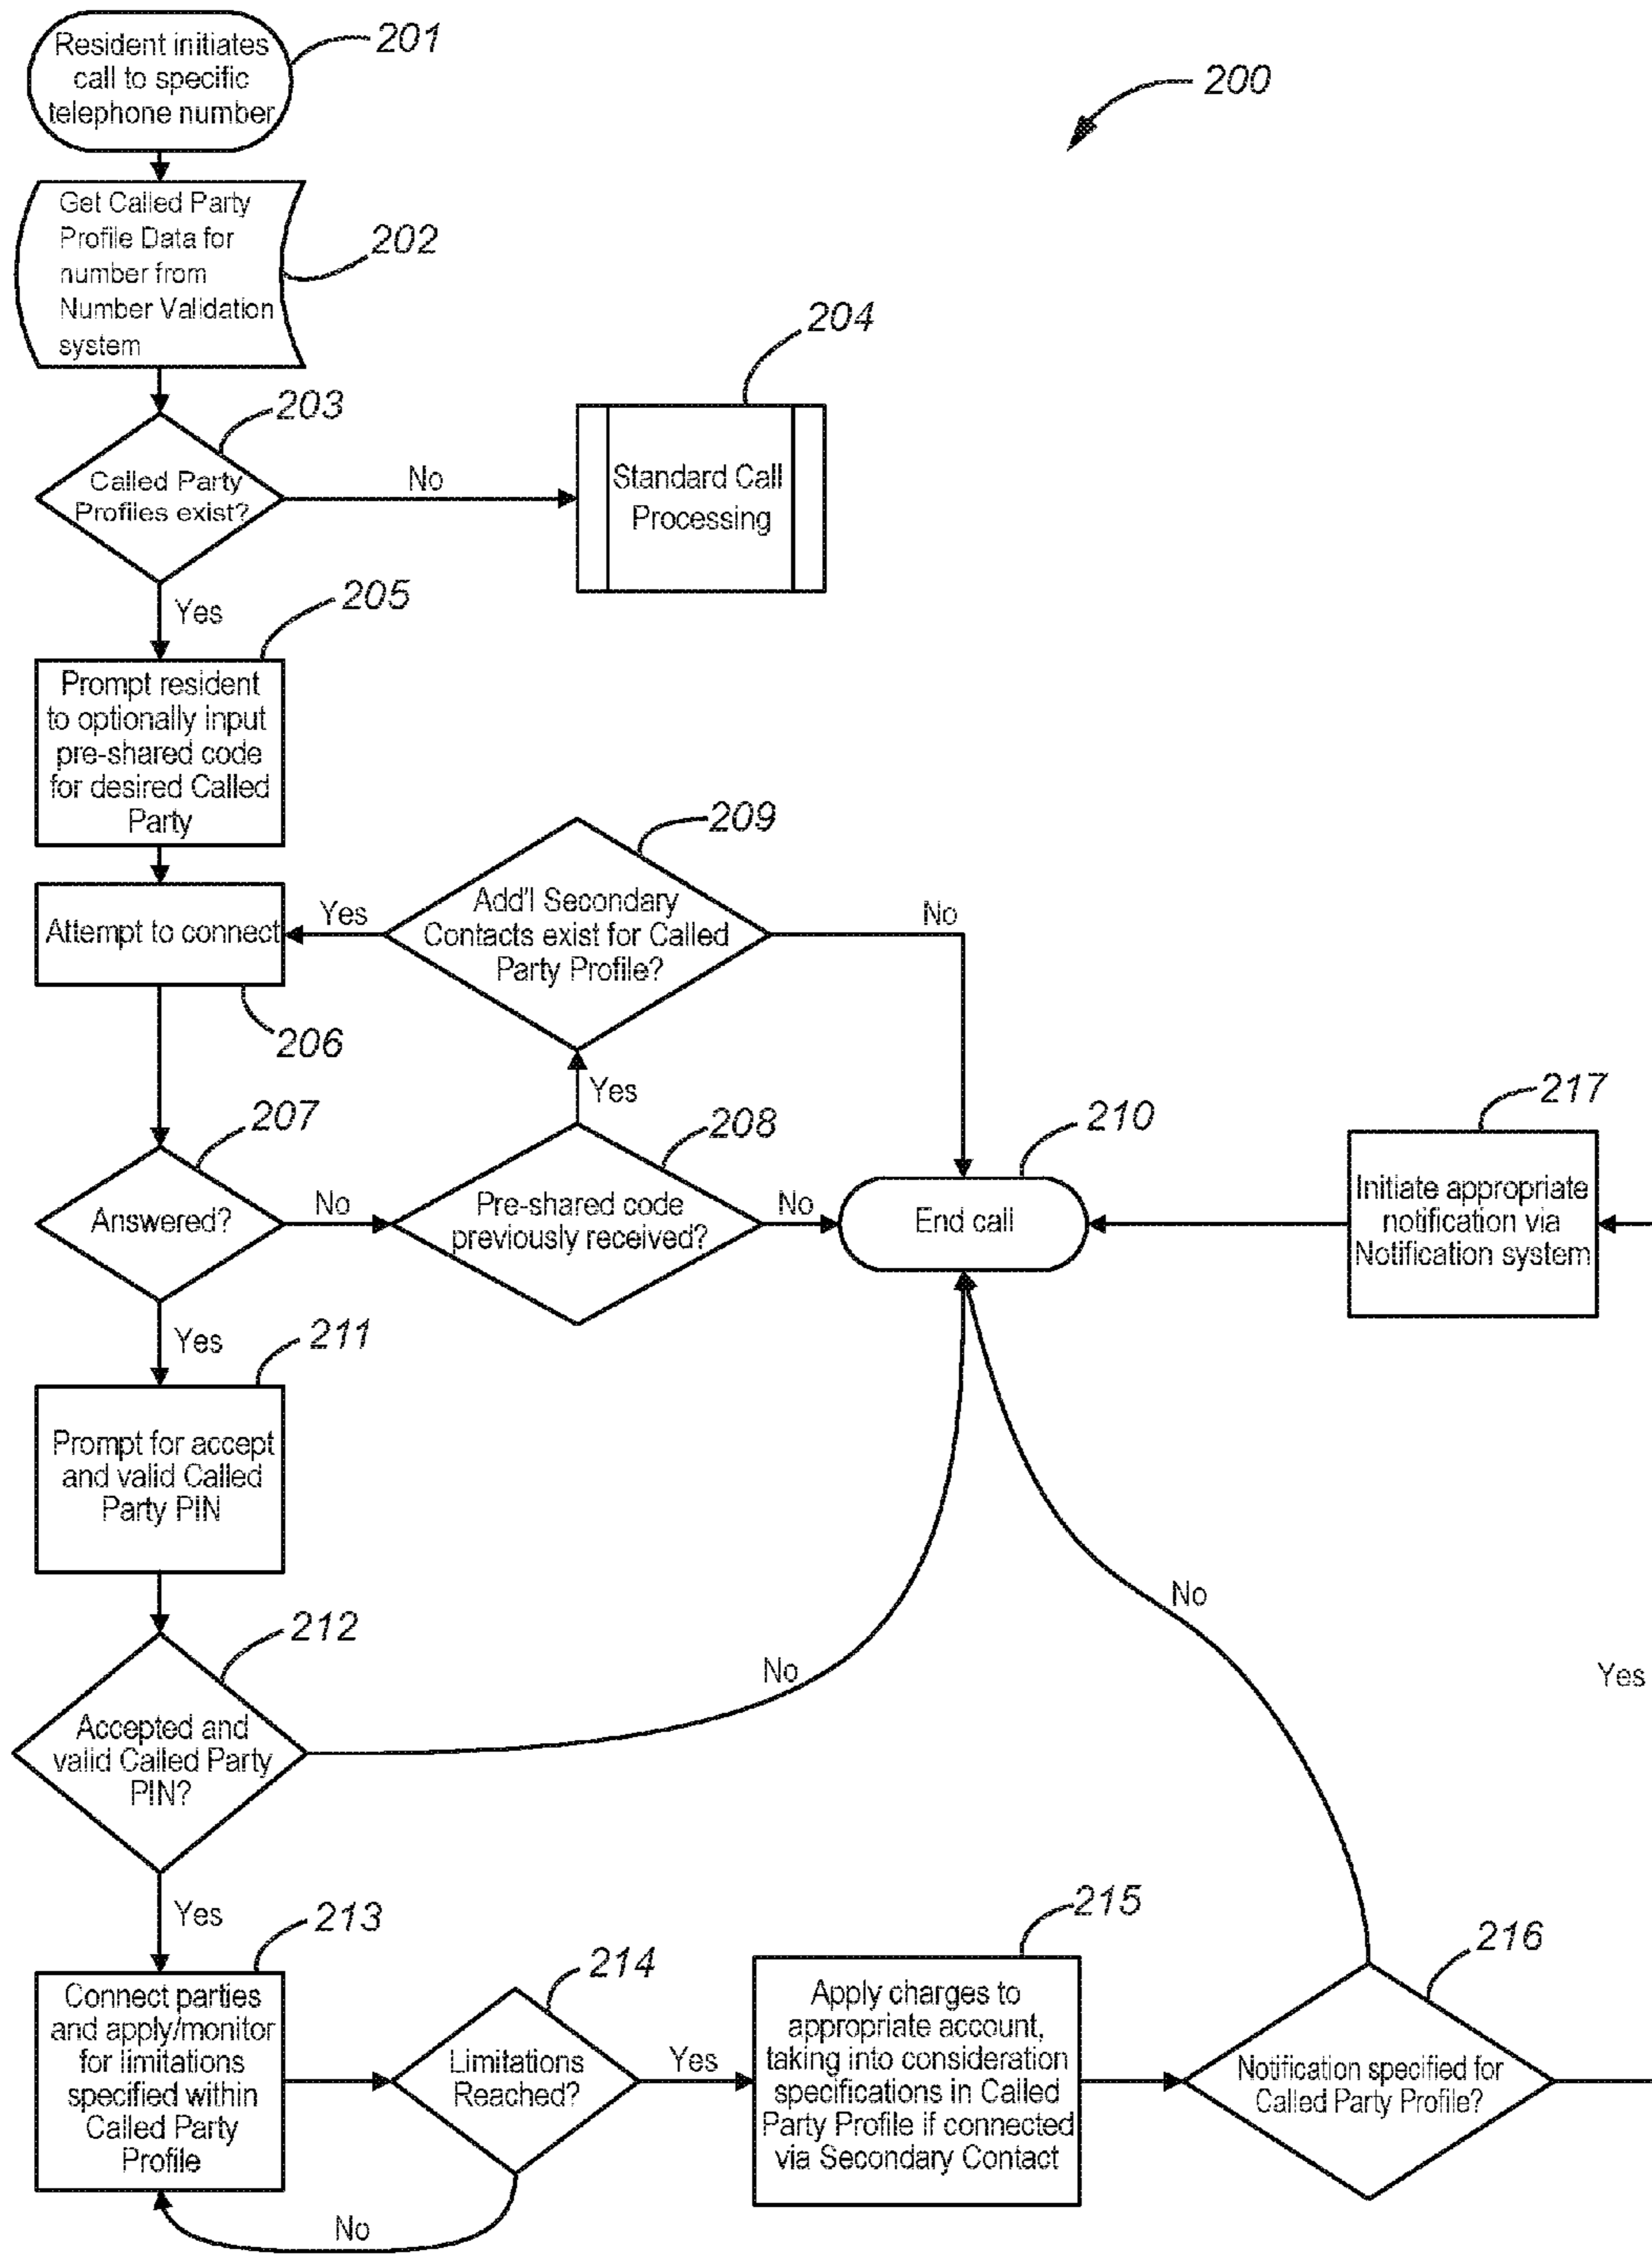 201
Resident initiates
call to specific
telephone number
200
Get Called Party
Profile Data for
number from
Number Validation
system
202
204
203
Called Party
Profiles exist?
No
Standard Call
Processing
Yes
205
Prompt resident
to optionally input
pre-shared code
for desired Called
Party
209
Add'l Secondary
Contacts exist for Called
Party Profile?
Yes
No
Attempt to connect
206
Yes
207
208
210
217
Answered?
No
Pre-shared code
previously received?
No
End call
Initiate appropriate
notification via
Notification system
Yes
211
Prompt for accept
and valid Called
Party PIN
No
212
No
Yes
Accepted and
valid Called Party
PIN?
Yes
213
214
215
216
Connect parties
and apply/monitor
for limitations
specified within
Called Party
Profile
Limitations
Reached?
Yes
Apply charges to
appropriate account,
taking into consideration
specifications in Called
Party Profile if connected
via Secondary Contact
Notification specified for
Called Party Profile?
No